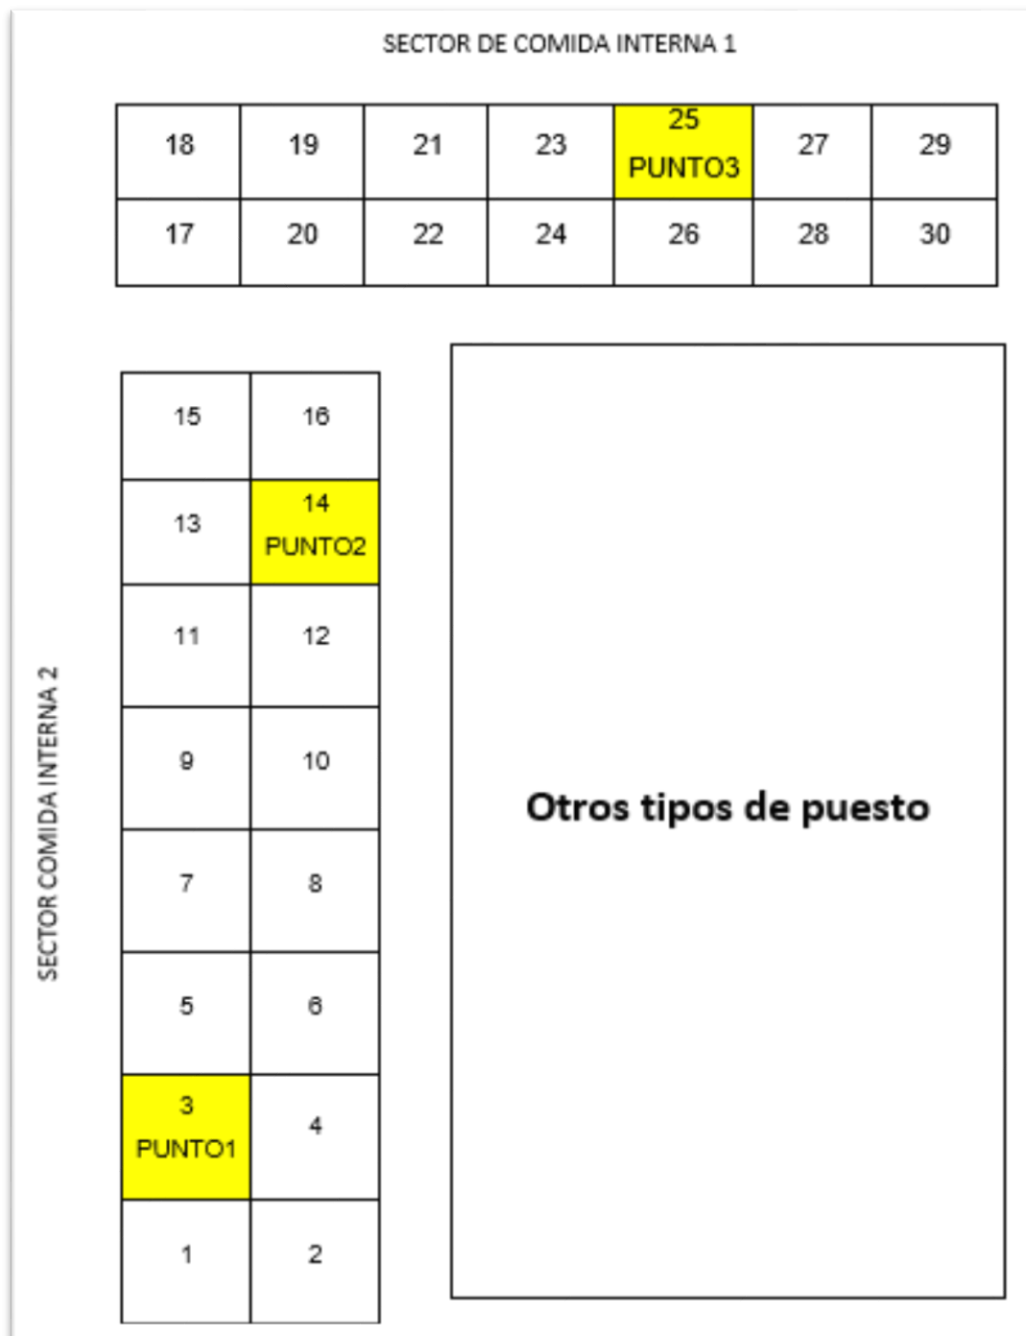 SECTOR DE COMIDA INTERNA 1
18 19 21 23 25 27 29
PUNTO3
17 20 22 24 26 28 30
SECTOR COMIDA INTERNA 2
15 16
13 14
PUNTO2
11 12
9 10
7 8
5 6
3 4
PUNTO1
1 2
Otros tipos de puesto